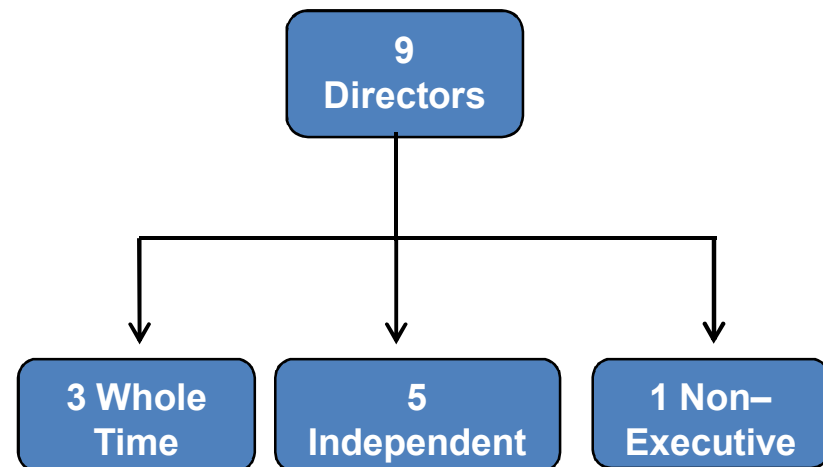 9
Directors
3 Whole
Time
5
Independent
1 Non–
Executive